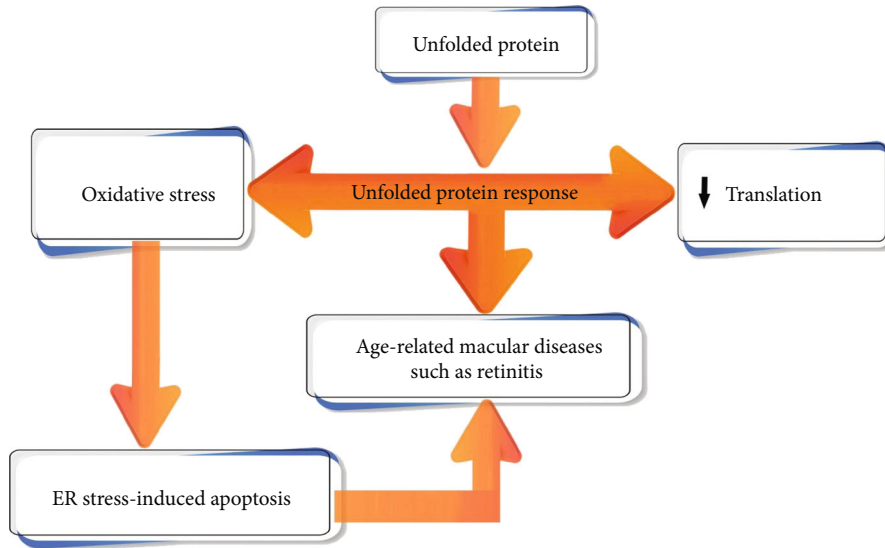 Unfolded protein
Oxidative stress
Unfolded protein response
Translation
Age-related macular diseases
such as retinitis
ER stress-induced apoptosis